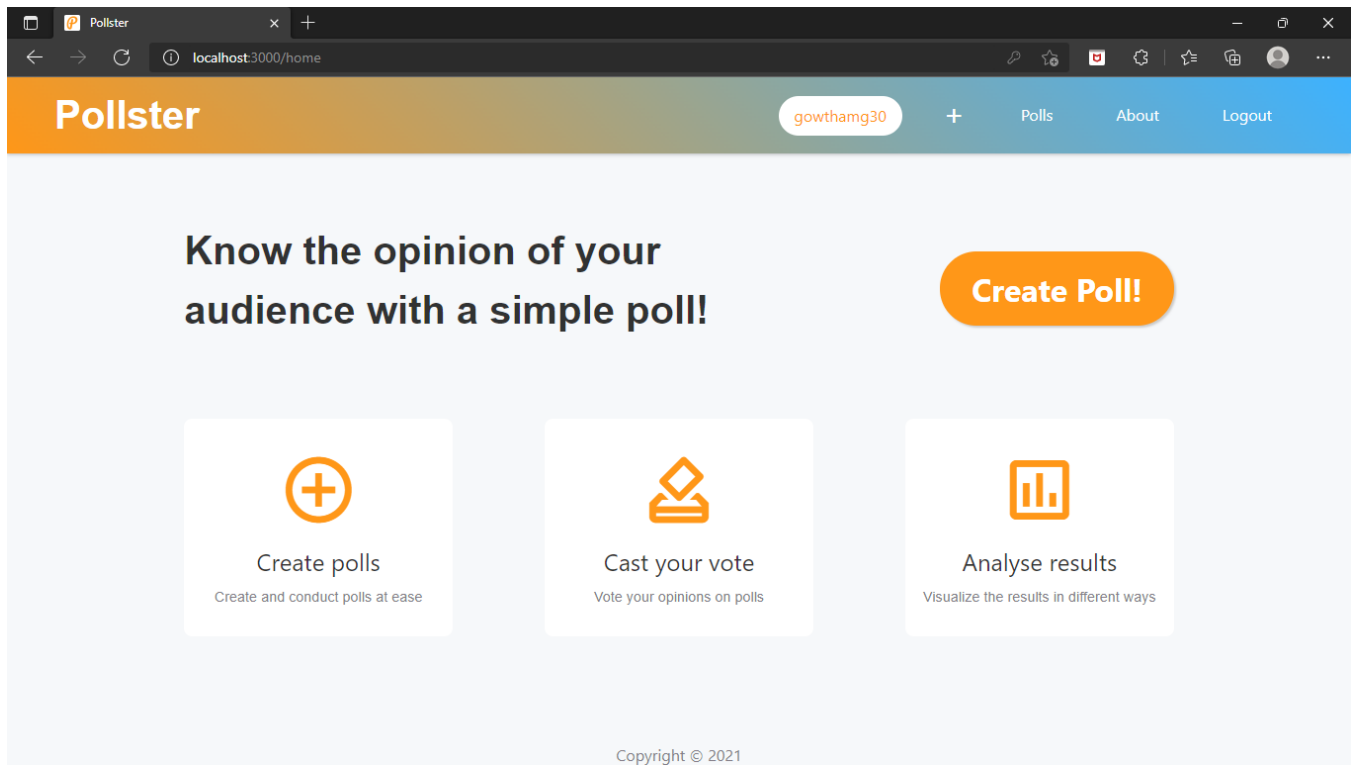 Pollster
localhost:3000/home
Pollster
gowthamg30
+
Polls
About
Logout
Know the opinion of your
audience with a simple poll!
Create Poll!
Create polls
Create and conduct polls at ease
Cast your vote
Vote your opinions on polls
Analyse results
Visualize the results in different ways
Copyright © 2021